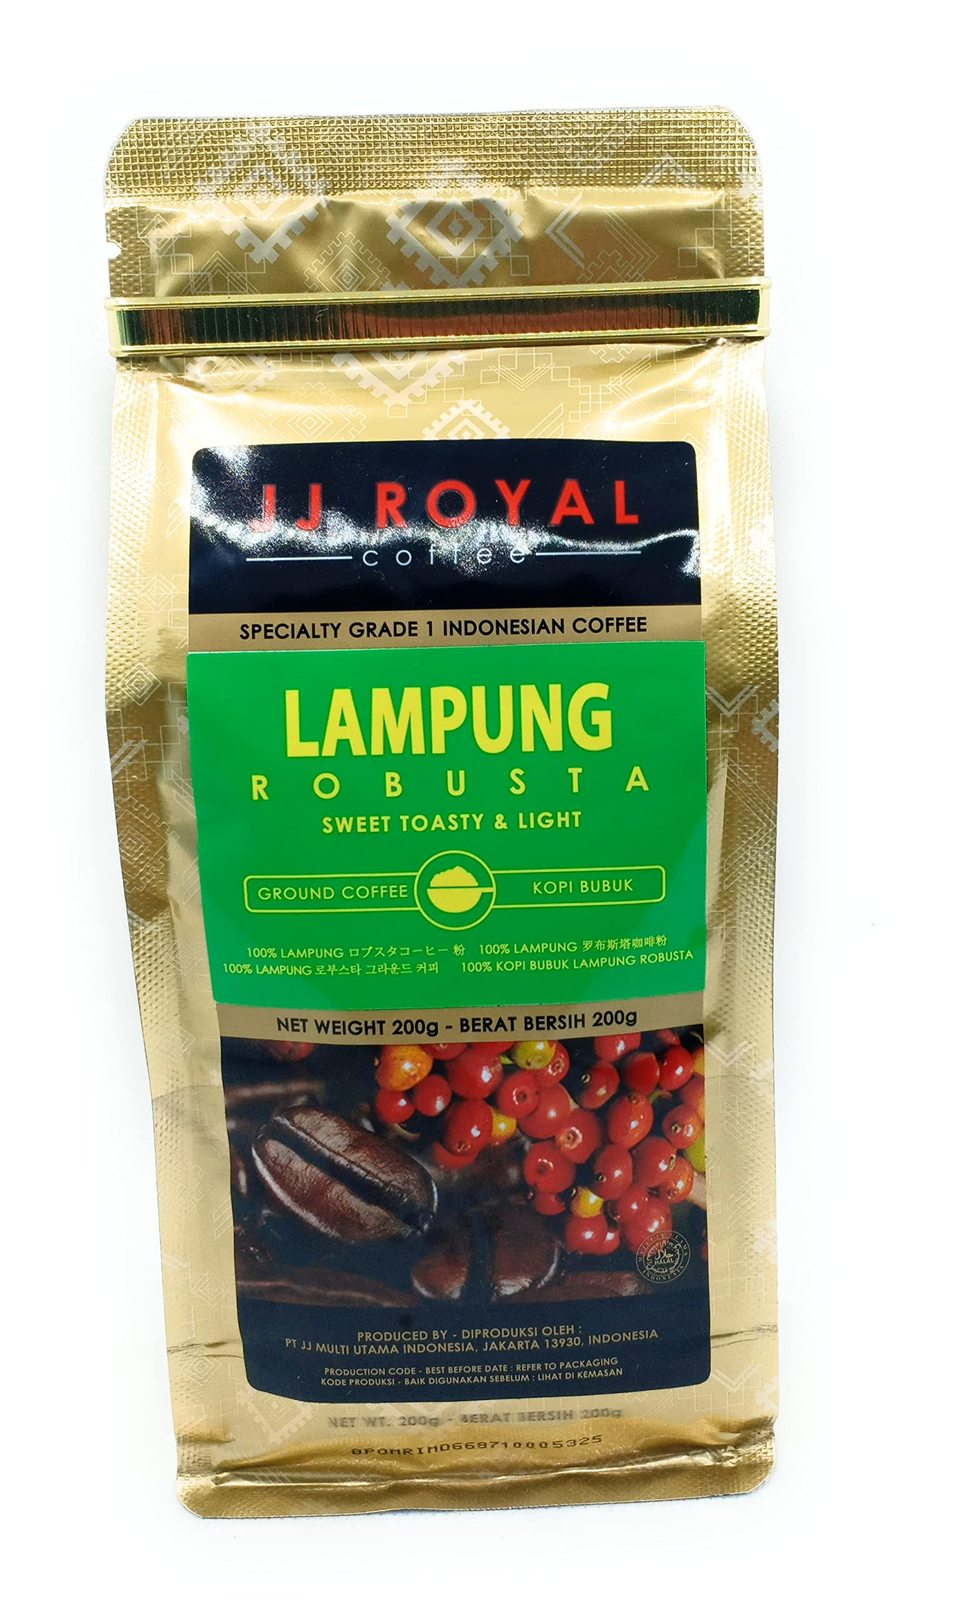 JJ ROYAL
coffee
SPECIALTY GRADE 1 INDONESIAN COFFEE
LAMPUNG
ROBUSTA
SWEET TOASTY & LIGHT
GROUND COFFEE KOPI BUBUK
100% LAMPUNG ロブスタコーヒー 粉 100% LAMPUNG 罗布斯塔咖啡粉
100% LAMPUNG 로부스타 그라운드 커피 100% KOPI BUBUK LAMPUNG ROBUSTA
NET WEIGHT 200g - BERAT BERSIH 200g
HALAL
PRODUCED BY - DIPRODUKSI OLEH :
PT JJ MULTI UTAMA INDONESIA, JAKARTA 13930, INDONESIA
PRODUCTION CODE - BEST BEFORE DATE : REFER TO PACKAGING
KODE PRODUKSI - BAIK DIGUNAKAN SEBELUM : LIHAT DI KEMASAN
NET WT. 200g - BERAT BERSIH 200g
BPOMRIMD668710005325